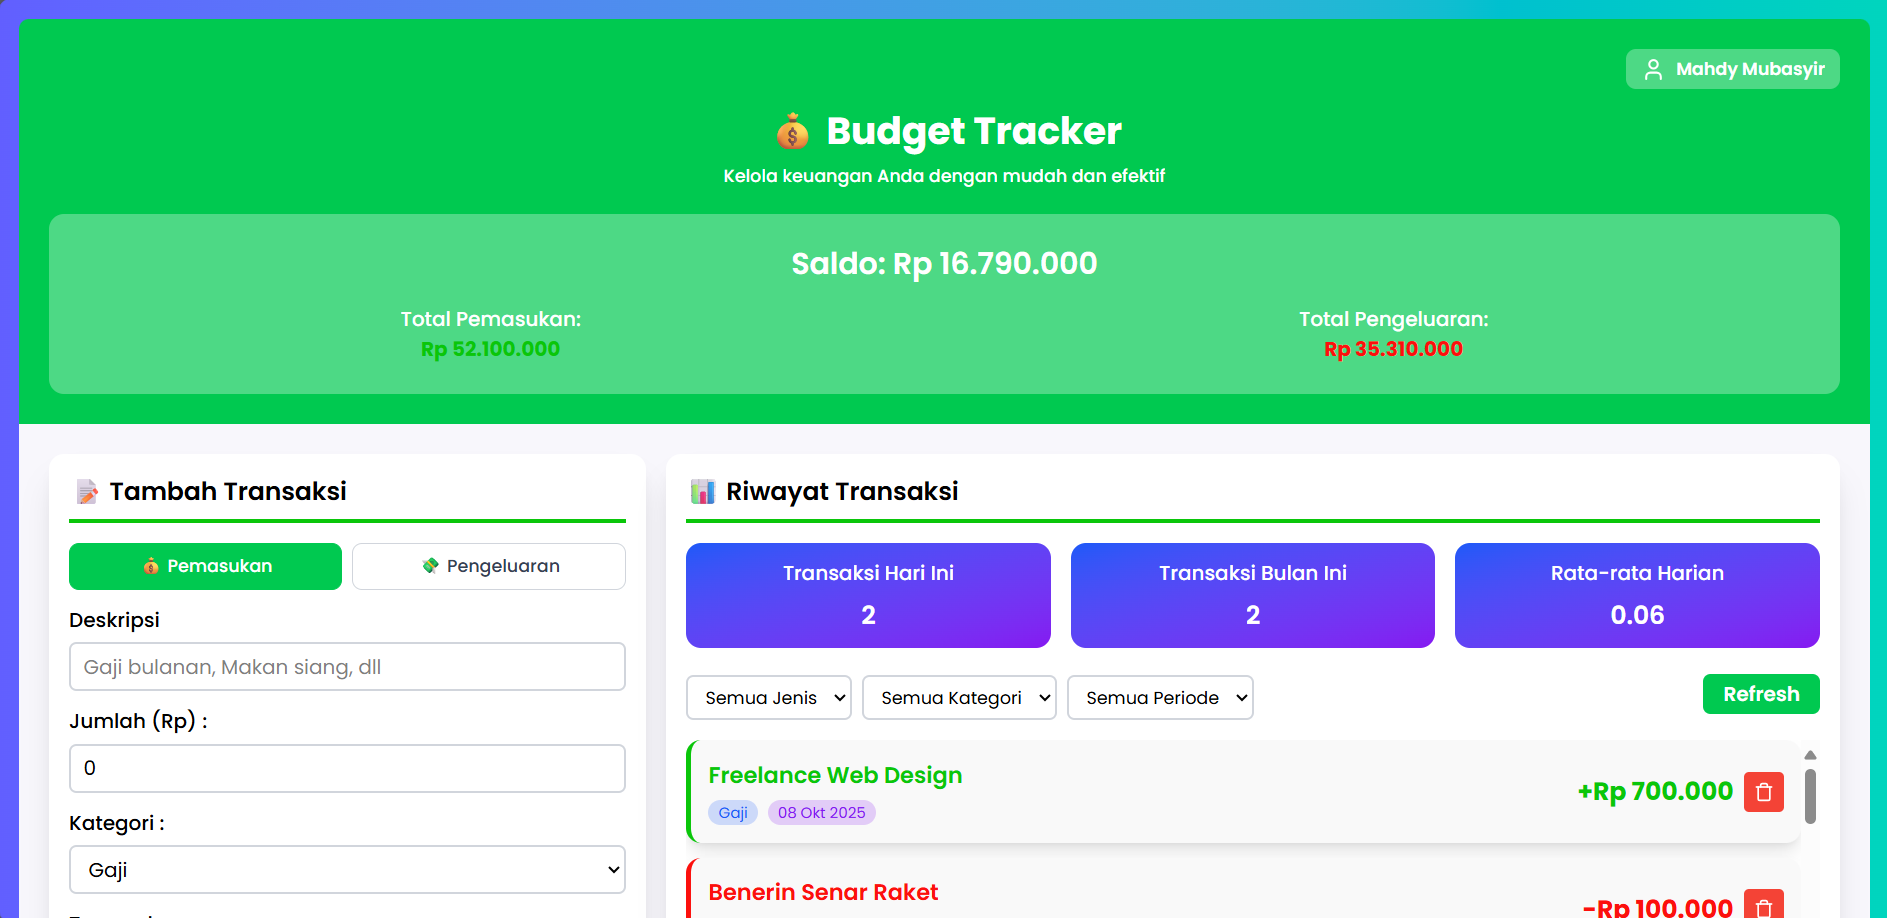 Mahdy Mubasyir
Budget Tracker
Kelola keuangan Anda dengan mudah dan efektif
Saldo: Rp 16.790.000
Total Pemasukan:
Rp 52.100.000
Total Pengeluaran:
Rp 35.310.000
Tambah Transaksi
Pemasukan
Pengeluaran
Deskripsi
Gaji bulanan, Makan siang, dll
Jumlah (Rp) :
0
Kategori :
Gaji
Riwayat Transaksi
Transaksi Hari Ini
2
Transaksi Bulan Ini
2
Rata-rata Harian
0.06
Semua Jenis
Semua Kategori
Semua Periode
Refresh
Freelance Web Design
Gaji
08 Okt 2025
+Rp 700.000
Benerin Senar Raket
-Rp 100.000